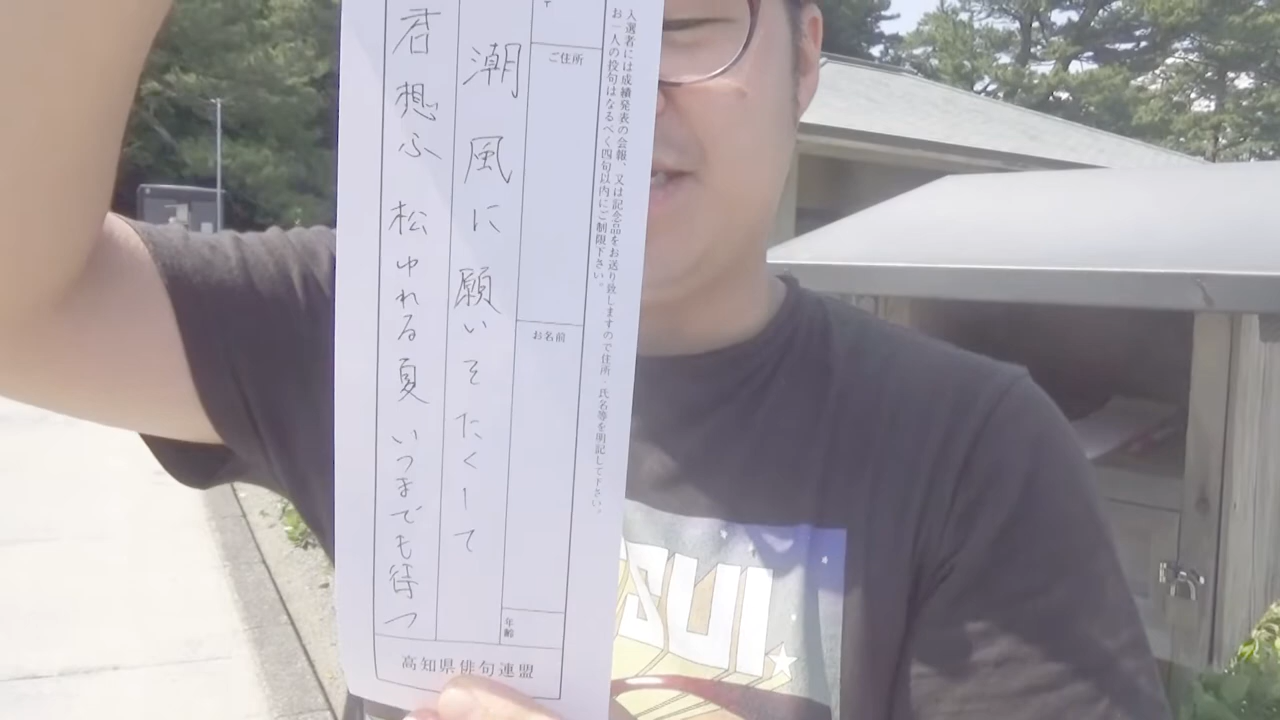 入選者には成績発表の会報、又は記念品をお送り致しますので住所・氏名等を明記して下さい。
お一人の投句はなるべく四句以内にご制限下さい。
〒
ご住所
お名前
年齢
潮風に願いそたくして
君想ふ 松ゆれる夏 いつまでも待つ
高知県俳句連盟
SUI